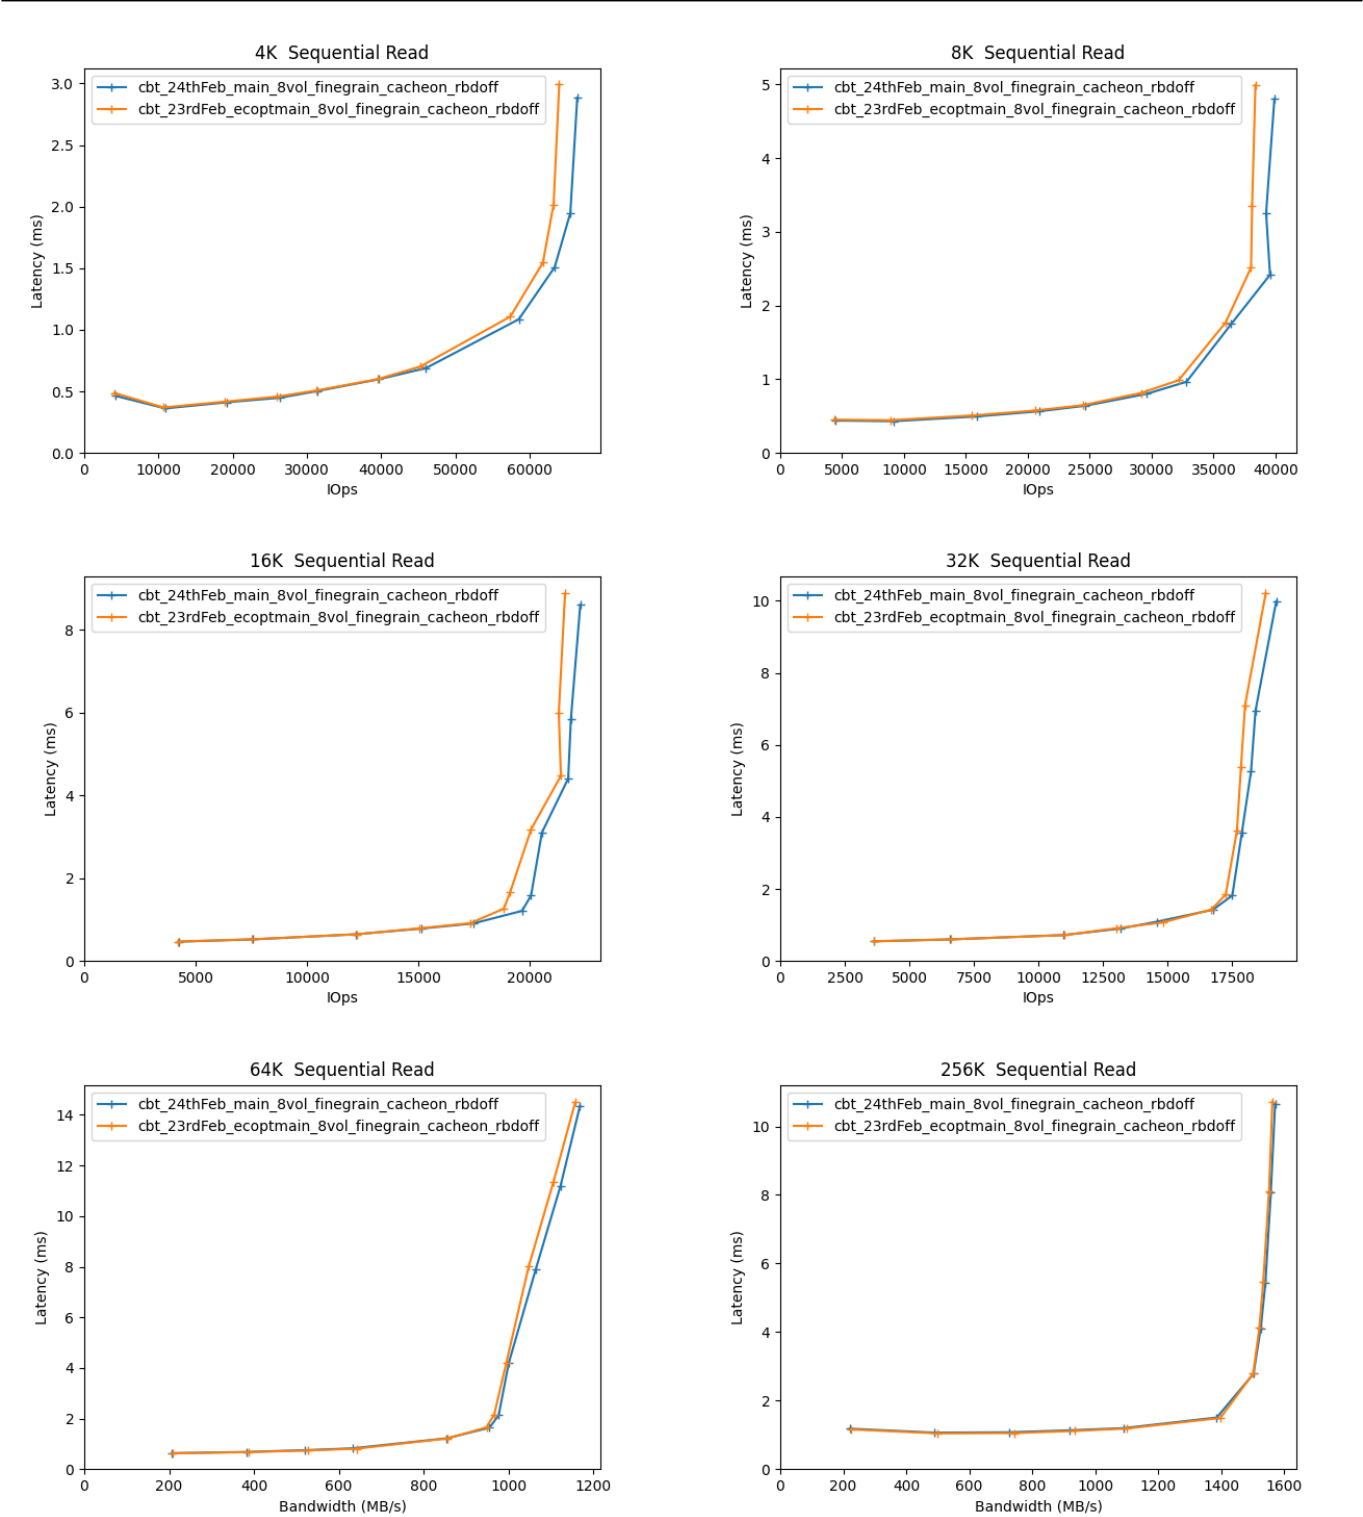 4K  Sequential Read
cbt_24thFeb_main_8vol_finegrain_cacheon_rbdoff
cbt_23rdFeb_ecoptmain_8vol_finegrain_cacheon_rbdoff
3.0
2.5
2.0
1.5
1.0
0.5
0.0
Latency (ms)
0 10000 20000 30000 40000 50000 60000
IOps
8K  Sequential Read
cbt_24thFeb_main_8vol_finegrain_cacheon_rbdoff
cbt_23rdFeb_ecoptmain_8vol_finegrain_cacheon_rbdoff
5
4
3
2
1
0
Latency (ms)
0 5000 10000 15000 20000 25000 30000 35000 40000
IOps
16K  Sequential Read
cbt_24thFeb_main_8vol_finegrain_cacheon_rbdoff
cbt_23rdFeb_ecoptmain_8vol_finegrain_cacheon_rbdoff
8
6
4
2
0
Latency (ms)
0 5000 10000 15000 20000
IOps
32K  Sequential Read
cbt_24thFeb_main_8vol_finegrain_cacheon_rbdoff
cbt_23rdFeb_ecoptmain_8vol_finegrain_cacheon_rbdoff
10
8
6
4
2
0
Latency (ms)
0 2500 5000 7500 10000 12500 15000 17500
IOps
64K  Sequential Read
cbt_24thFeb_main_8vol_finegrain_cacheon_rbdoff
cbt_23rdFeb_ecoptmain_8vol_finegrain_cacheon_rbdoff
14
12
10
8
6
4
2
0
Latency (ms)
0 200 400 600 800 1000 1200
Bandwidth (MB/s)
256K  Sequential Read
cbt_24thFeb_main_8vol_finegrain_cacheon_rbdoff
cbt_23rdFeb_ecoptmain_8vol_finegrain_cacheon_rbdoff
10
8
6
4
2
0
Latency (ms)
0 200 400 600 800 1000 1200 1400 1600
Bandwidth (MB/s)